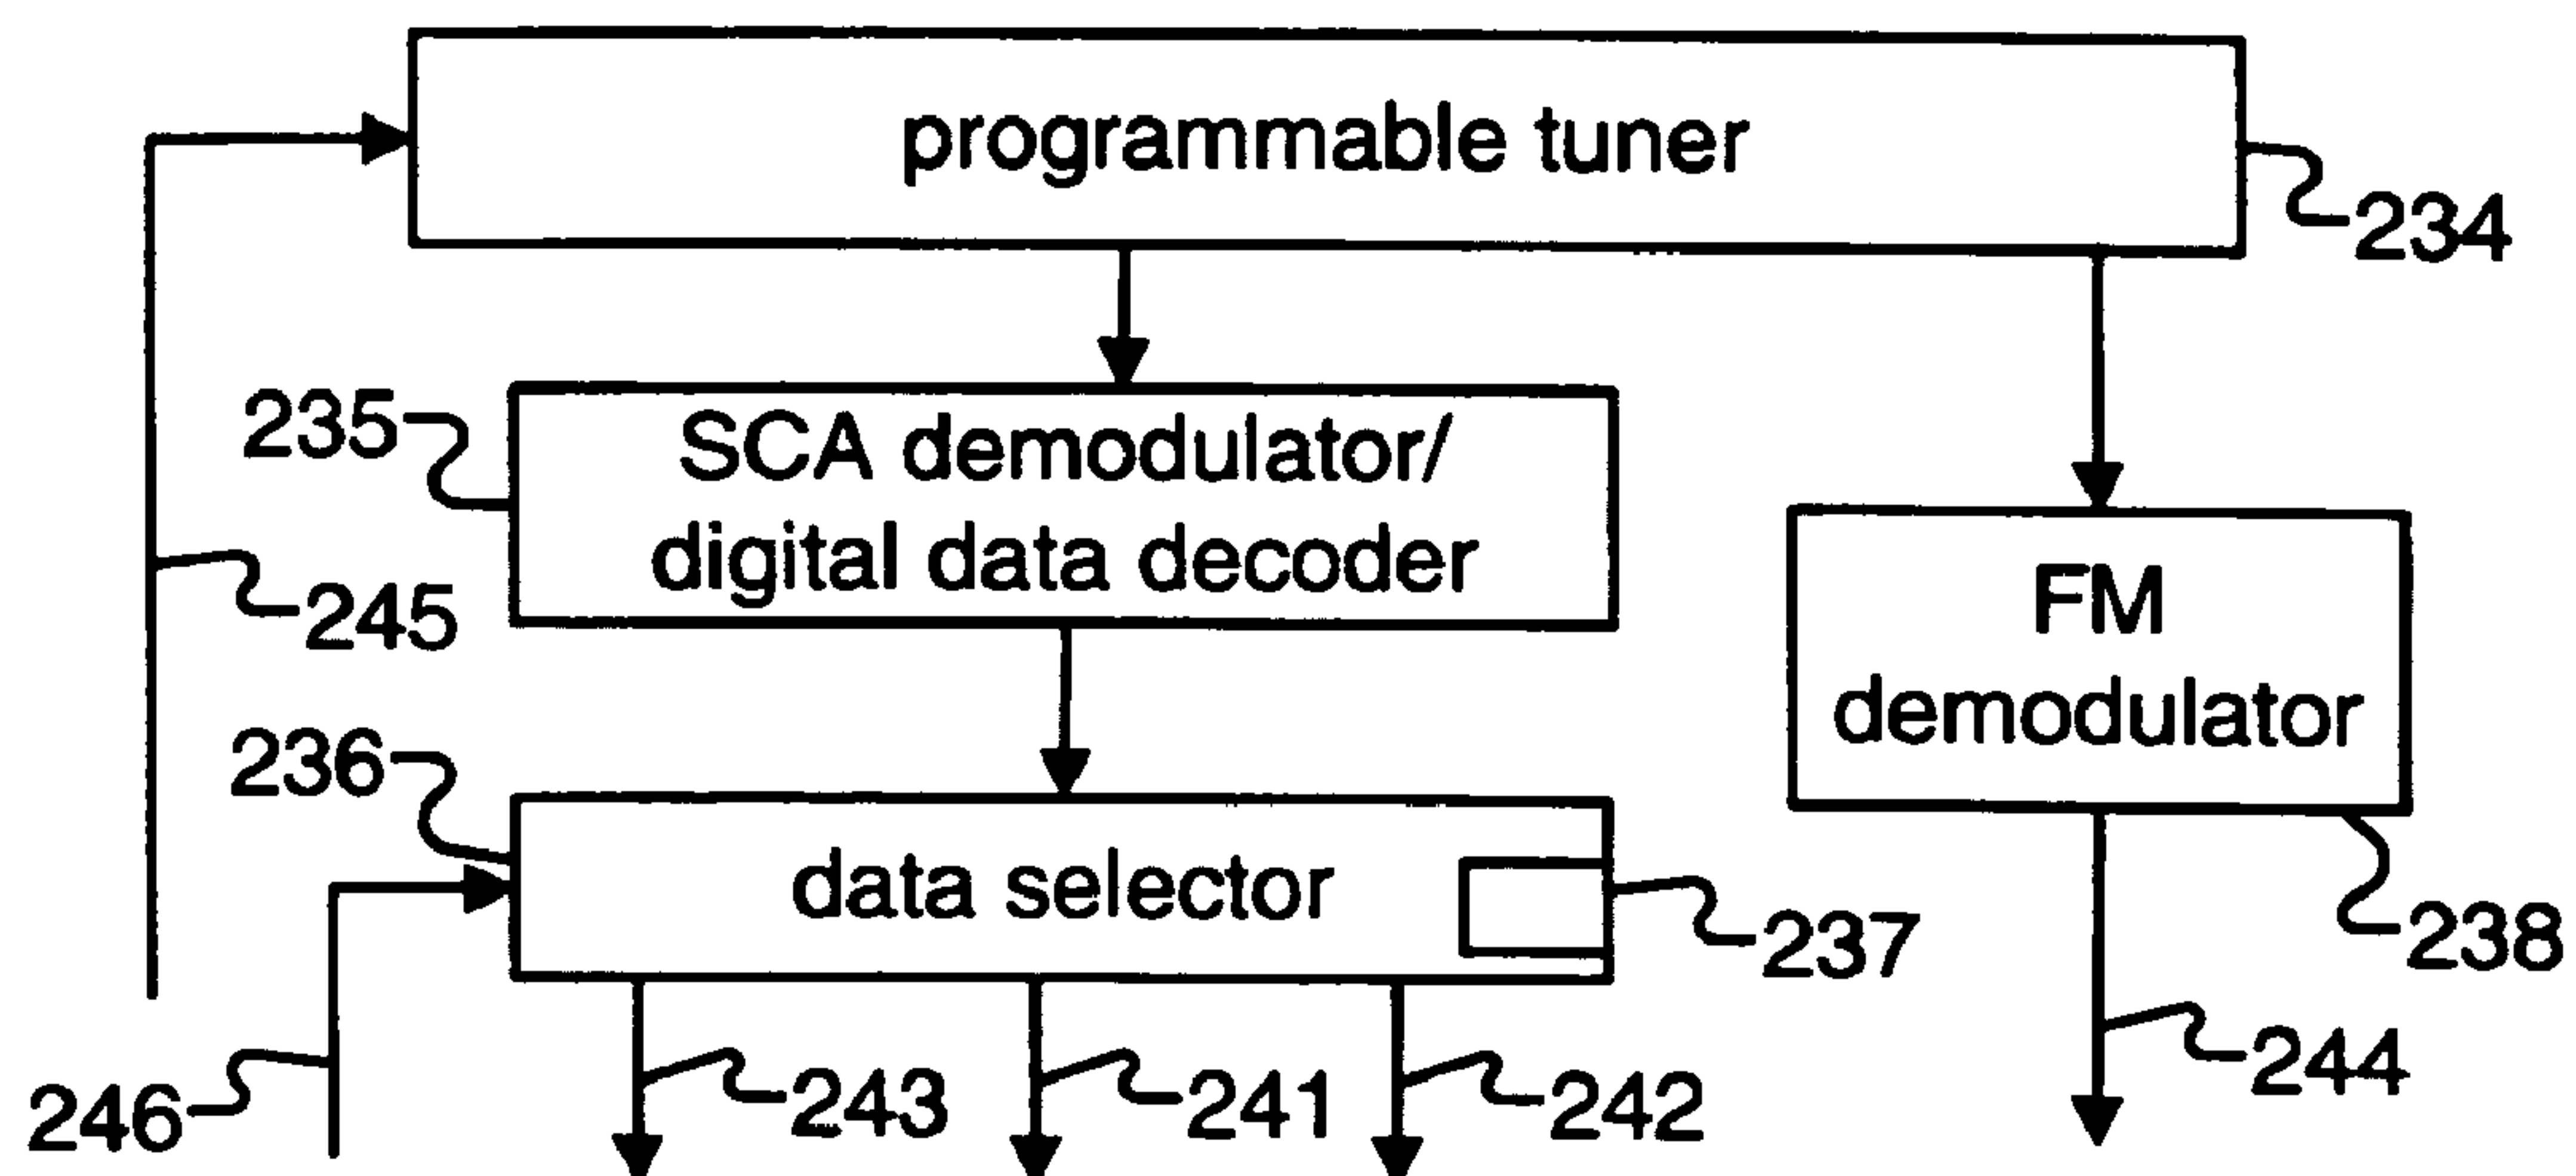 programmable tuner
234
235
SCA demodulator/
digital data decoder
245
FM
demodulator
236
data selector
237
238
246
243
241
242
244